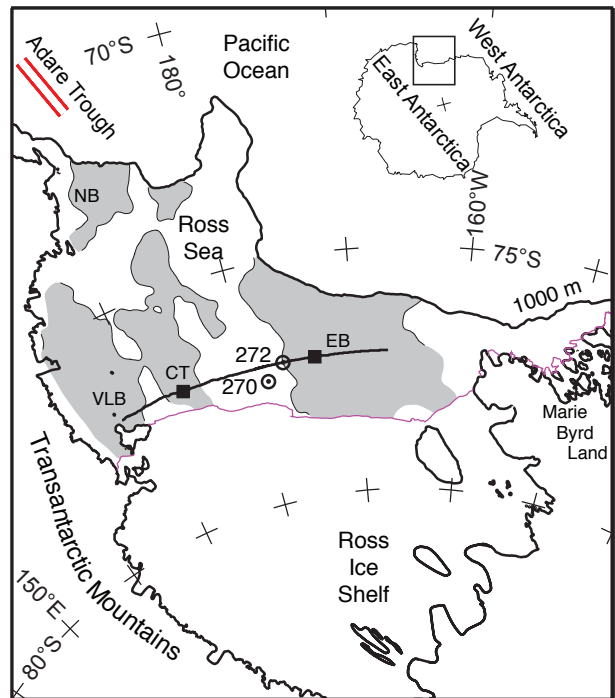 70°S
180°
Adare Trough
Pacific
Ocean
West Antarctica
East Antarctica
160°W
75°S
NB
Ross
Sea
1000 m
272
EB
CT
270
VLB
Marie
Byrd
Land
Transantarctic Mountains
Ross
Ice
Shelf
150°E
80°S